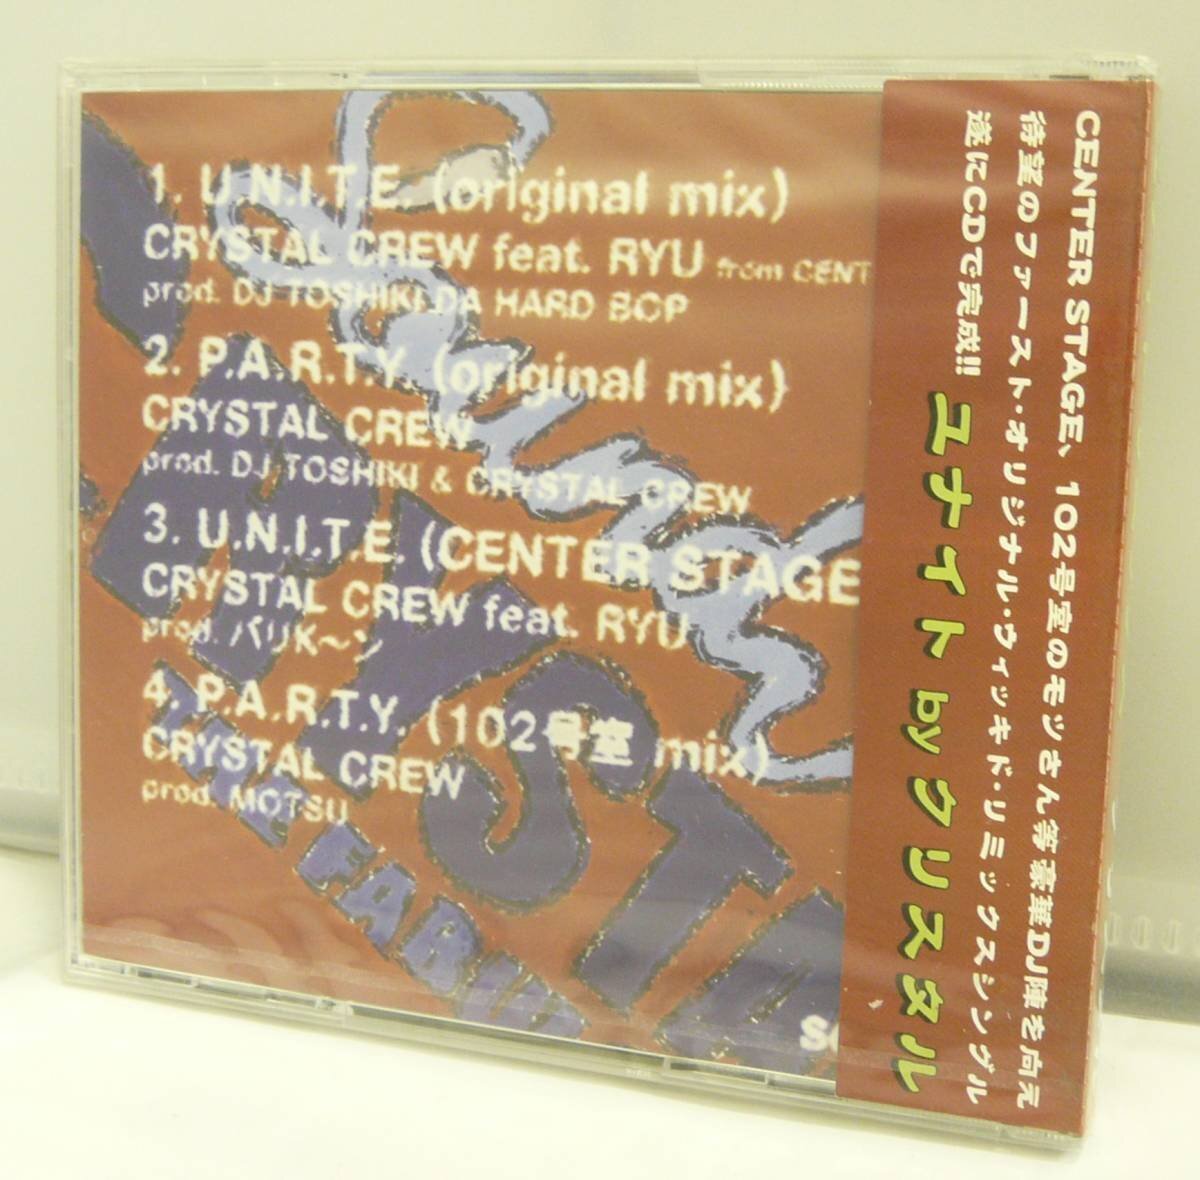 1. U.N.I.T.E. (original mix)
CRYSTAL CREW feat. RYU from CENT
prod. DJ TOSHIKI DA HARD BOP
2. P.A.R.T.Y. (original mix)
CRYSTAL CREW
prod. DJ TOSHIKI & CRYSTAL CREW
3. U.N.I.T.E. (CENTER STAGE
CRYSTAL CREW feat. RYU
prod. バリK〜ン
4. P.A.R.T.Y. (102号室 mix)
CRYSTAL CREW
prod. MOTSU
CENTER STAGE、102号室のモツさん等豪華DJ陣を向え
待望のファースト・オリジナル・ウィッキド・リミックスシングル
遂にCDで完成!!
ユナイト by クリスタル